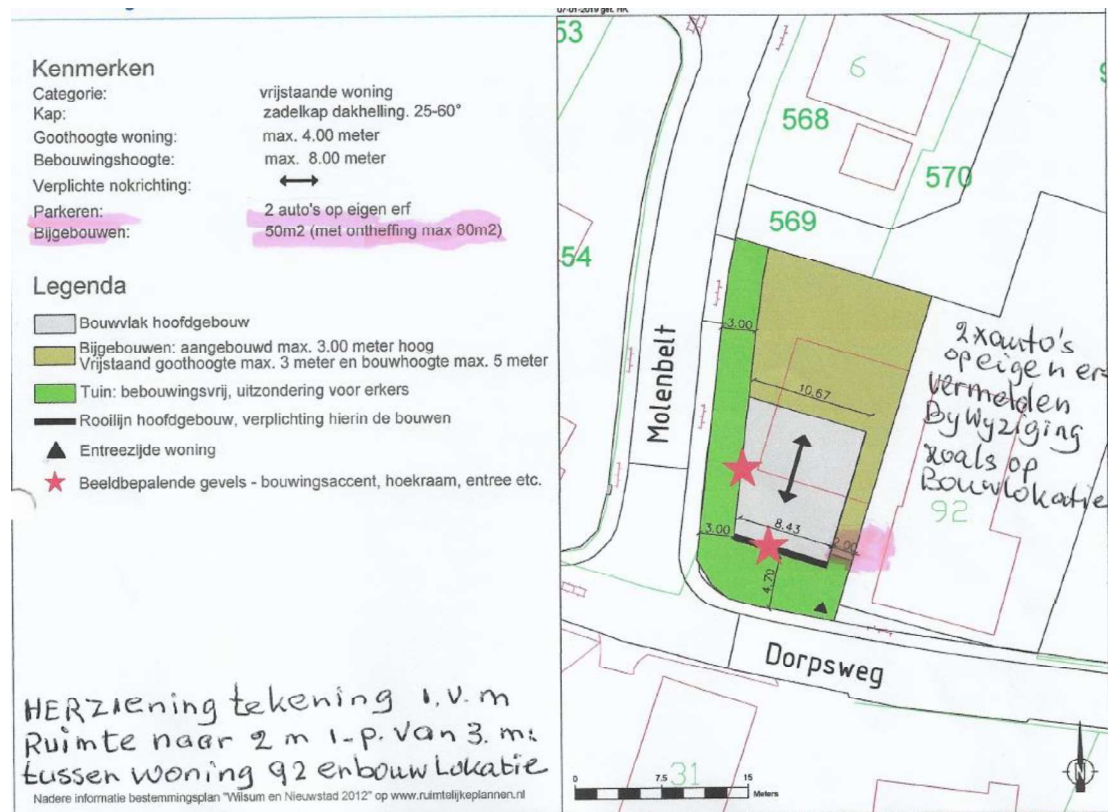 Kenmerken
Categorie: vrijstaande woning
Kap: zadelkap dakhelling. 25-60°
Goothoogte woning: max. 4.00 meter
Bebouwingshoogte: max. 8.00 meter
Verplichte nokrichting:
Parkeren: 2 auto's op eigen erf
Bijgebouwen: 50m2 (met ontheffing max 80m2)
Legenda
Bouwvlak hoofdgebouw
Bijgebouwen: aangebouwd max. 3.00 meter hoog
Vrijstaand goothoogte max. 3 meter en bouwhoogte max. 5 meter
Tuin: bebouwingsvrij, uitzondering voor erkers
Rooilijn hoofdgebouw, verplichting hierin de bouwen
Entreezijde woning
Beeldbepalende gevels - bouwingsaccent, hoekraam, entree etc.
HERZIENing tekening I.V.m
Ruimte naar 2 m I.p. van 3. m:
tussen woning 92 en bouwLokatie
Nadere informatie bestemmingsplan "Wilsum en Nieuwstad 2012" op www.ruimtelijkeplannen.nl
53
6
568
570
569
54
3.00
Molenbelt
10.67
2xauto's
op eigen er
vermelden
ByWyziging
zoals op
Bouwlokatie
92
8.43
3.00
2.00
4.70
Dorpsweg
31
0 7.5 15
Meters
N